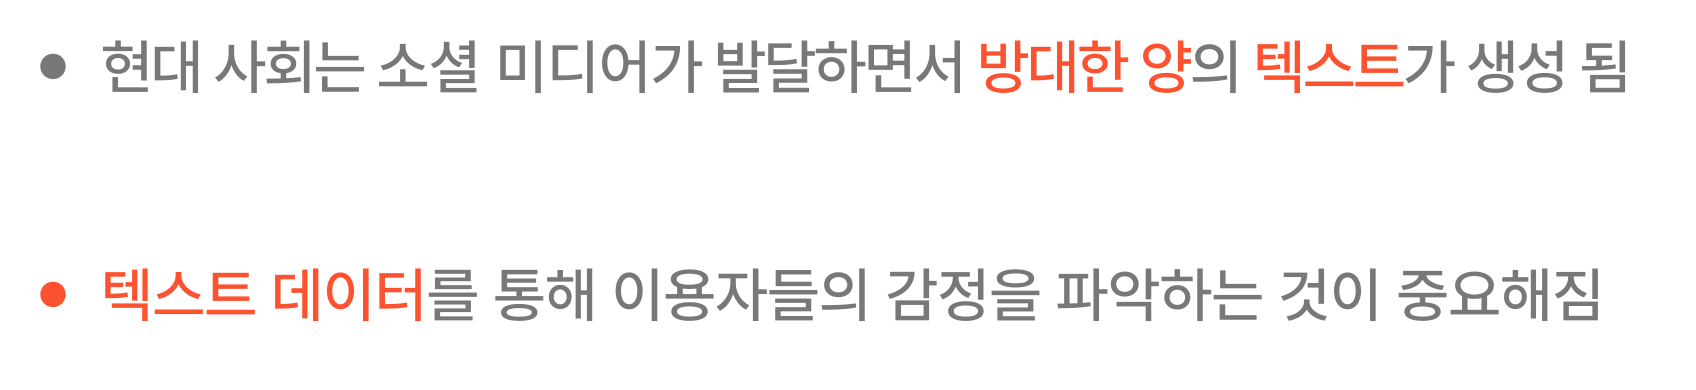 • 현대 사회는 소셜 미디어가 발달하면서 방대한 양의 텍스트가 생성 됨
• 텍스트 데이터를 통해 이용자들의 감정을 파악하는 것이 중요해짐